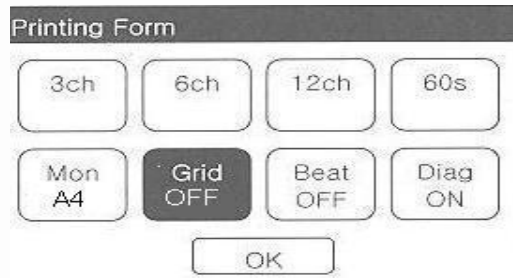 Printing Form
3ch 6ch 12ch 60s
Mon Grid Beat Diag
A4 OFF OFF ON
OK